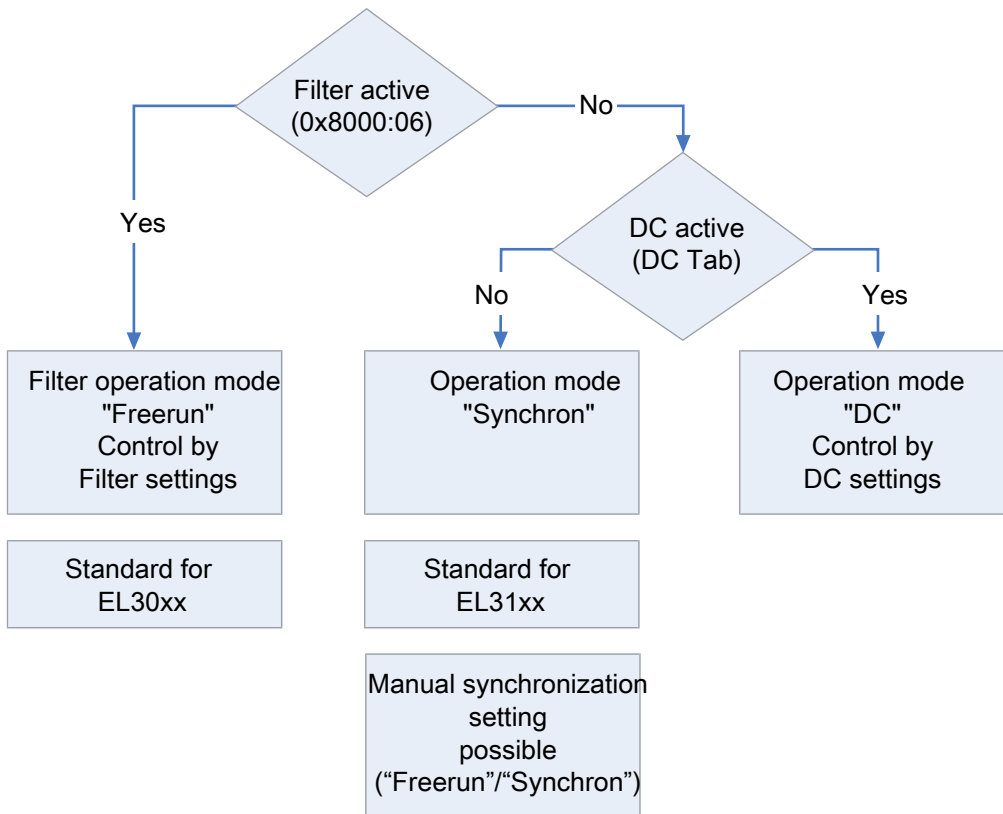 Filter active
(0x8000:06)
No
Yes
DC active
(DC Tab)
No
Yes
Filter operation mode
"Freerun"
Control by
Filter settings
Operation mode
"Synchron"
Operation mode
"DC"
Control by
DC settings
Standard for
EL30xx
Standard for
EL31xx
Manual synchronization
setting
possible
(“Freerun”/“Synchron”)